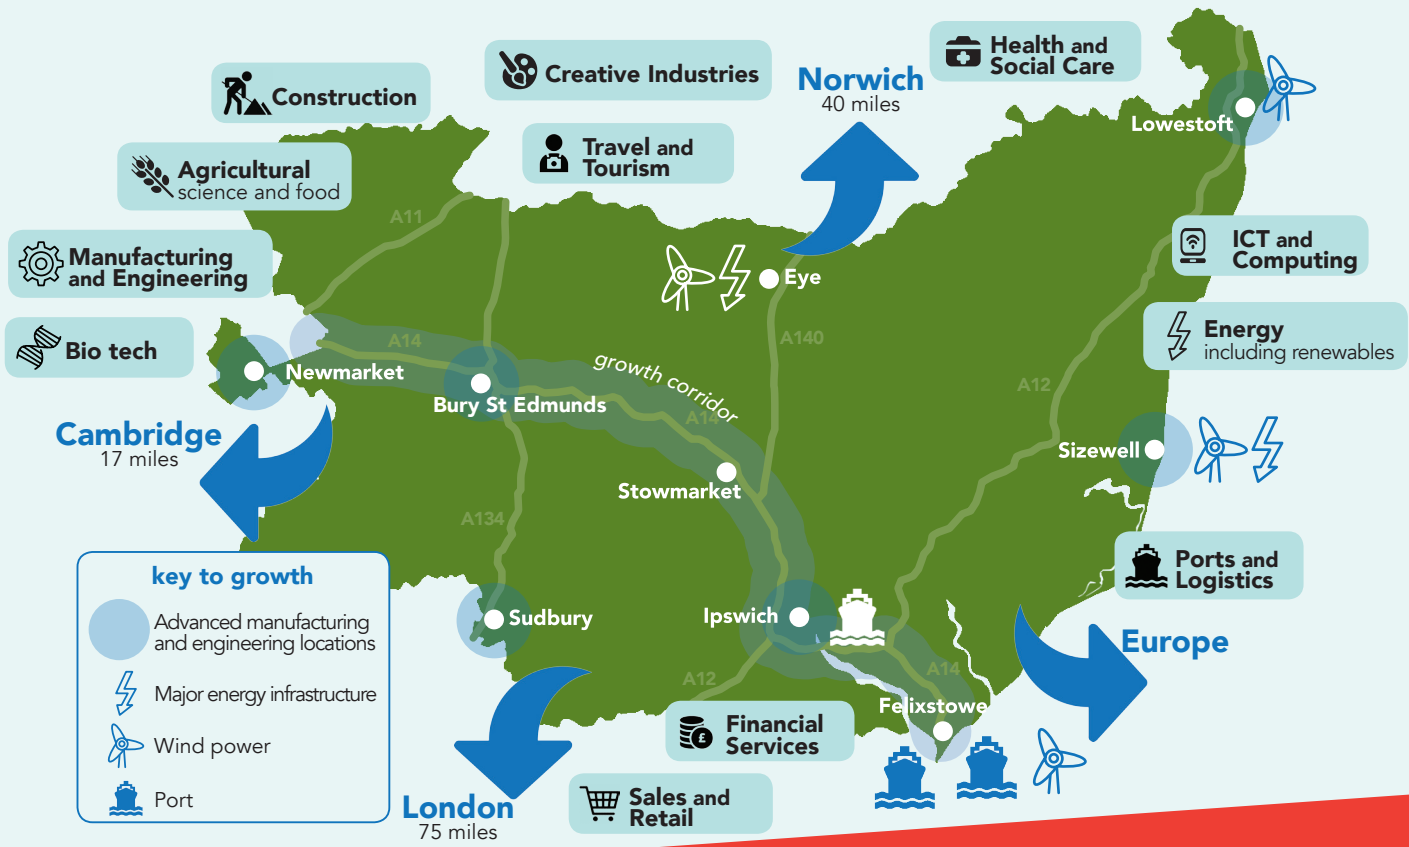 Health and
Social Care
Creative Industries
Norwich
40 miles
Construction
Lowestoft
Travel and
Tourism
Agricultural
science and food
A11
ICT and
Computing
Manufacturing
and Engineering
Eye
Energy
including renewables
A14
A140
Bio tech
Newmarket
growth corridor
A12
Bury St Edmunds
A14
Cambridge
17 miles
Sizewell
Stowmarket
A134
Ports and
Logistics
key to growth
Advanced manufacturing
and engineering locations
Major energy infrastructure
Wind power
Port
Sudbury
Ipswich
Europe
A14
A12
Felixstowe
Financial
Services
Sales and
Retail
London
75 miles
£